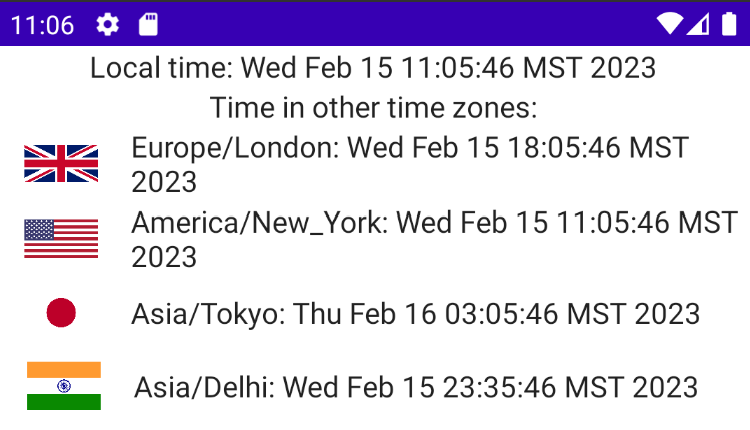 11:06
Local time: Wed Feb 15 11:05:46 MST 2023
Time in other time zones:
Europe/London: Wed Feb 15 18:05:46 MST
2023
America/New_York: Wed Feb 15 11:05:46 MST
2023
Asia/Tokyo: Thu Feb 16 03:05:46 MST 2023
Asia/Delhi: Wed Feb 15 23:35:46 MST 2023